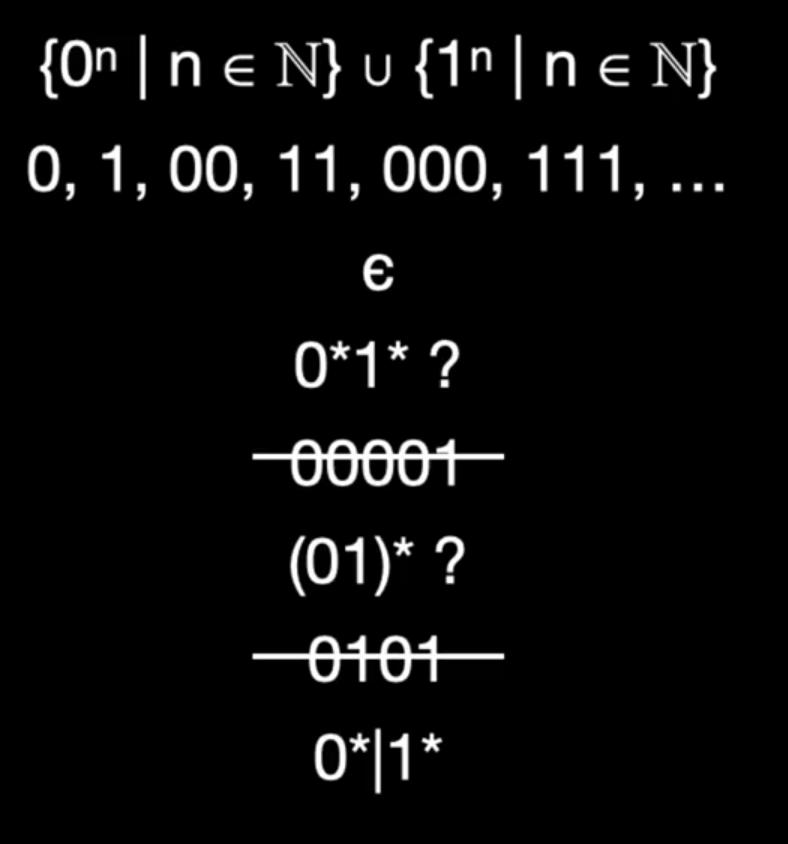 {0ⁿ | n ∈ ℕ} ∪ {1ⁿ | n ∈ ℕ}
0, 1, 00, 11, 000, 111, ...
є
0*1* ?
00001
(01)* ?
0101
0*|1*